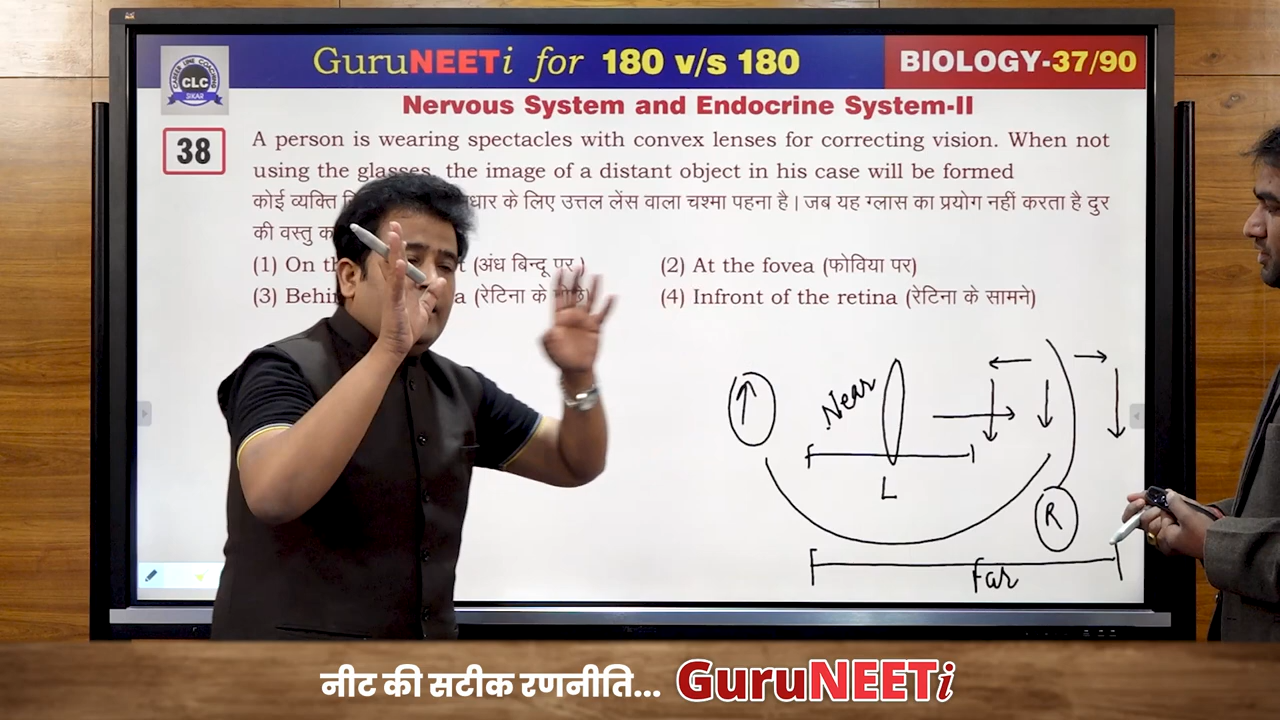 CAREER LINE COACHING
CLC
SIKAR
GuruNEETi for 180 v/s 180
BIOLOGY-37/90
Nervous System and Endocrine System-II
38
A person is wearing spectacles with convex lenses for correcting vision. When not
using the glasses, the image of a distant object in his case will be formed
कोई व्यक्ति के लिए उत्तल लेंस वाला चश्मा पहना है। जब यह ग्लास का प्रयोग नहीं करता है दुर
की वस्तु
(1) On (अंध बिन्दू पर)
(2) At the fovea (फोविया पर)
(3) (रेटिना के
(4) Infront of the retina (रेटिना के सामने)
Near
L
R
Far
नीट की सटीक रणनीति... GuruNEETi